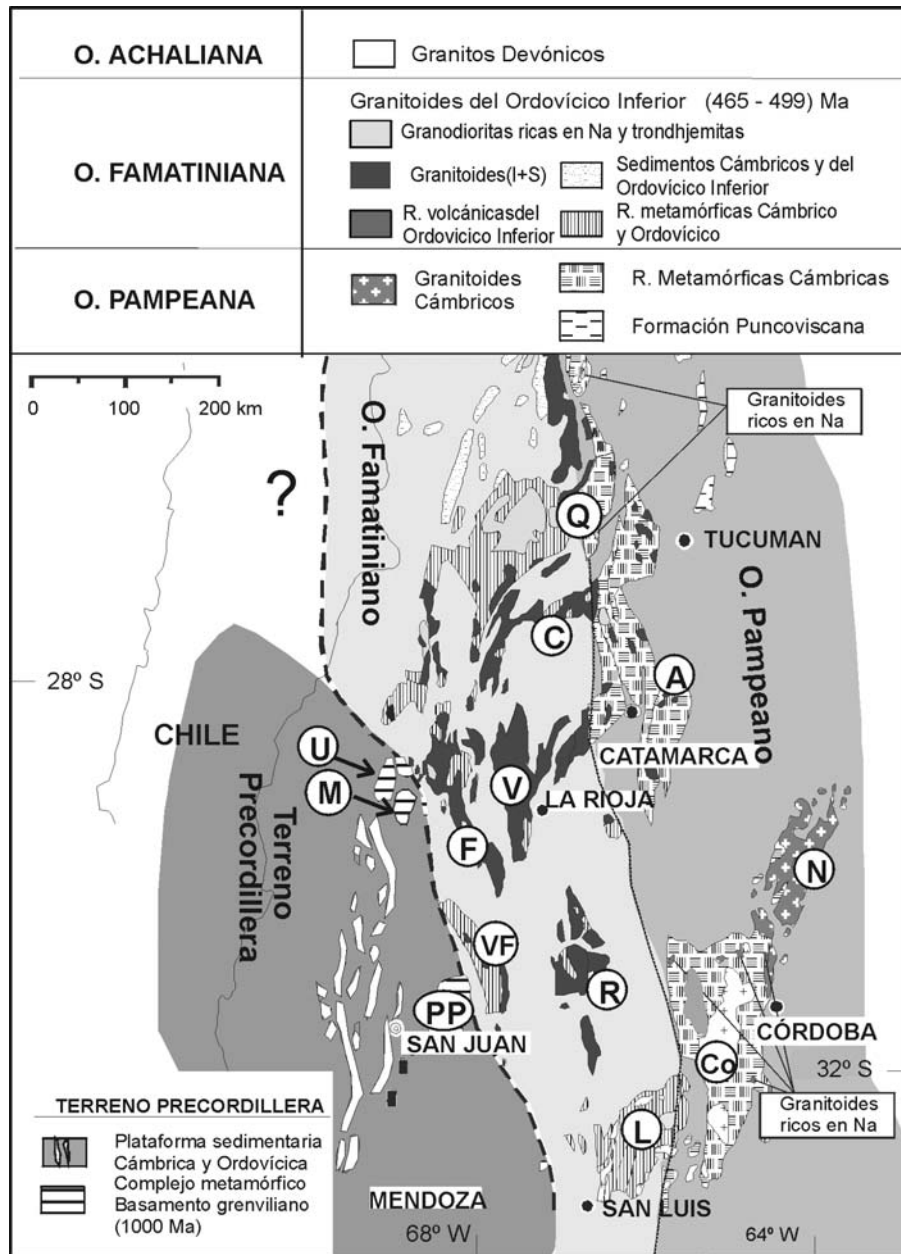 O. ACHALIANA
Granitos Devónicos
O. FAMATINIANA
Granitoides del Ordovícico Inferior (465 - 499) Ma
Granodioritas ricas en Na y trondhjemitas
Granitoides(I+S)
Sedimentos Cámbricos y del
Ordovícico Inferior
R. volcánicasdel
Ordovicico Inferior
R. metamórficas Cámbrico
y Ordovícico
O. PAMPEANA
Granitoides
Cámbricos
R. Metamórficas Cámbricas
Formación Puncoviscana
0 100 200 km
Granitoides
ricos en Na
O. Famatiniano
?
Q
TUCUMAN
O. Pampeano
C
A
28º S
CHILE
U
M
CATAMARCA
V
LA RIOJA
Terreno
Precordillera
F
N
VF
R
PP
SAN JUAN
CÓRDOBA
Co
32º S
Granitoides
ricos en Na
L
TERRENO PRECORDILLERA
Plataforma sedimentaria
Cámbrica y Ordovícica
Complejo metamórfico
Basamento grenviliano
(1000 Ma)
MENDOZA
SAN LUIS
68º W
64º W